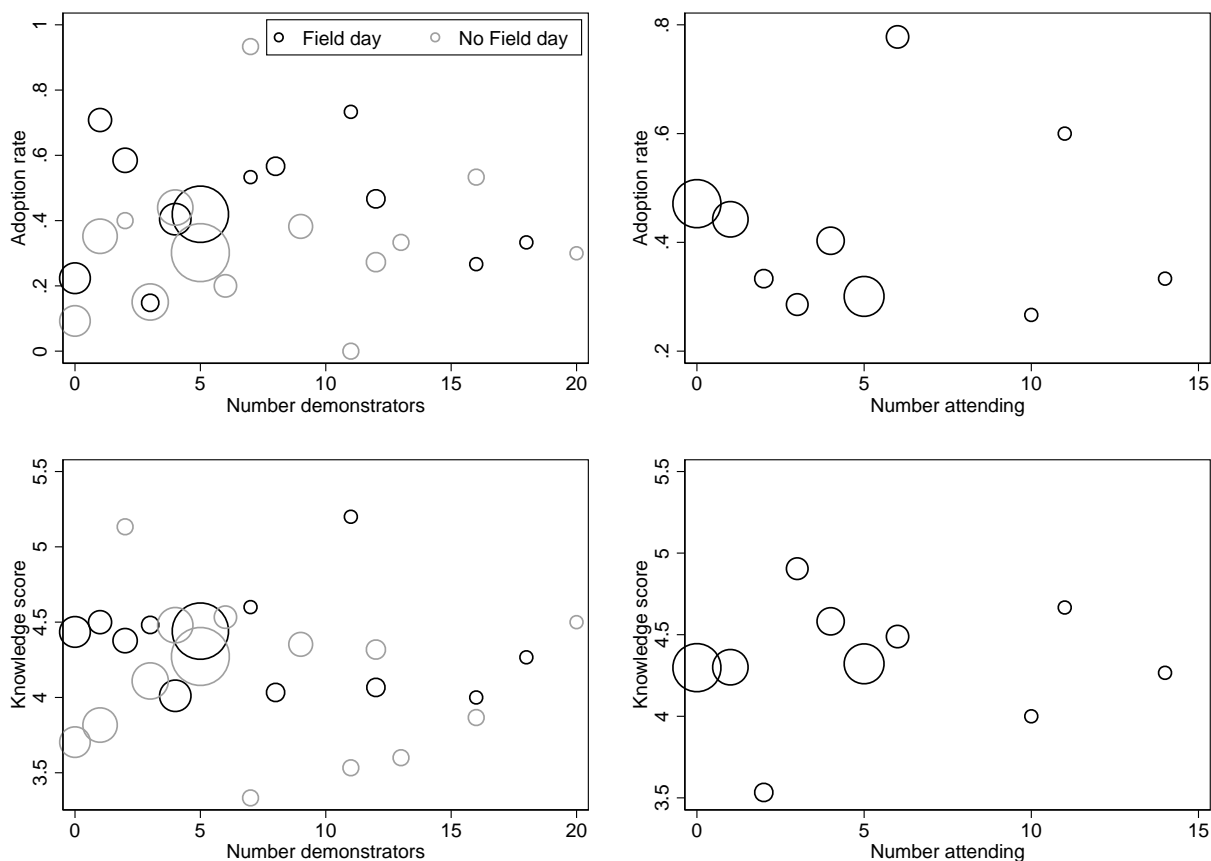 Field day No Field day
Adoption rate
0 .2 .4 .6 .8 1
0 5 10 15 20
Number demonstrators
Adoption rate
.2 .4 .6 .8
0 5 10 15
Number attending
Knowledge score
3.5 4 4.5 5 5.5
0 5 10 15 20
Number demonstrators
Knowledge score
3.5 4 4.5 5 5.5
0 5 10 15
Number attending